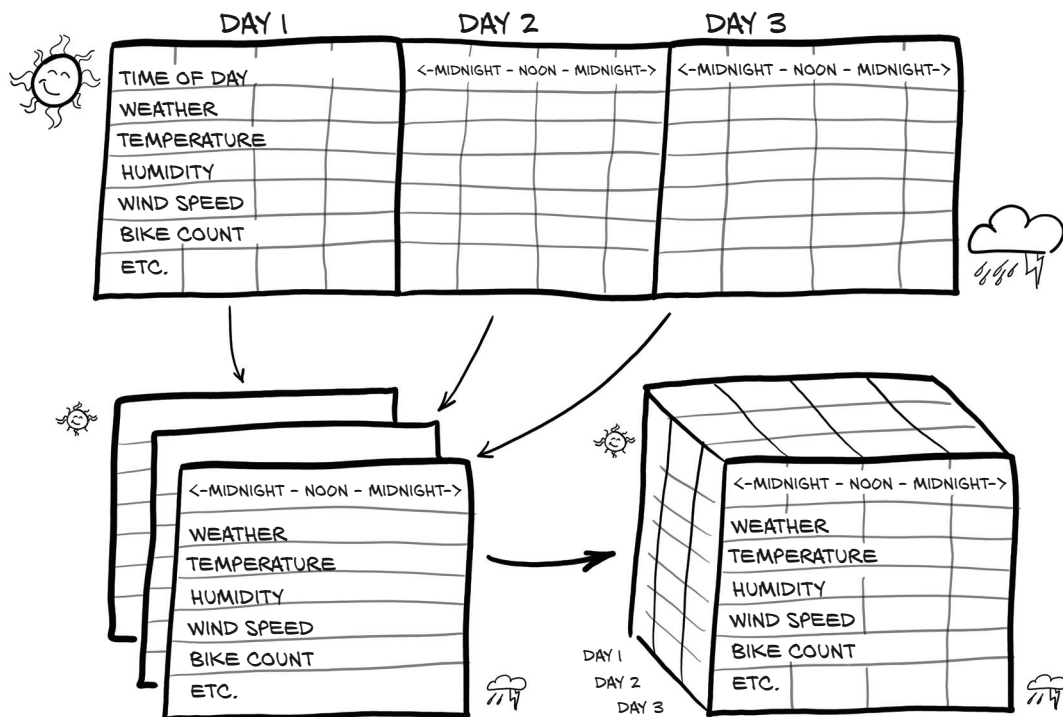 DAY 1 DAY 2 DAY 3
TIME OF DAY <-MIDNIGHT - NOON - MIDNIGHT-> <-MIDNIGHT - NOON - MIDNIGHT->
WEATHER
TEMPERATURE
HUMIDITY
WIND SPEED
BIKE COUNT
ETC.
<-MIDNIGHT - NOON - MIDNIGHT->
WEATHER
TEMPERATURE
HUMIDITY
WIND SPEED
BIKE COUNT
ETC.
<-MIDNIGHT - NOON - MIDNIGHT->
WEATHER
TEMPERATURE
HUMIDITY
WIND SPEED
BIKE COUNT
ETC.
DAY 1
DAY 2
DAY 3